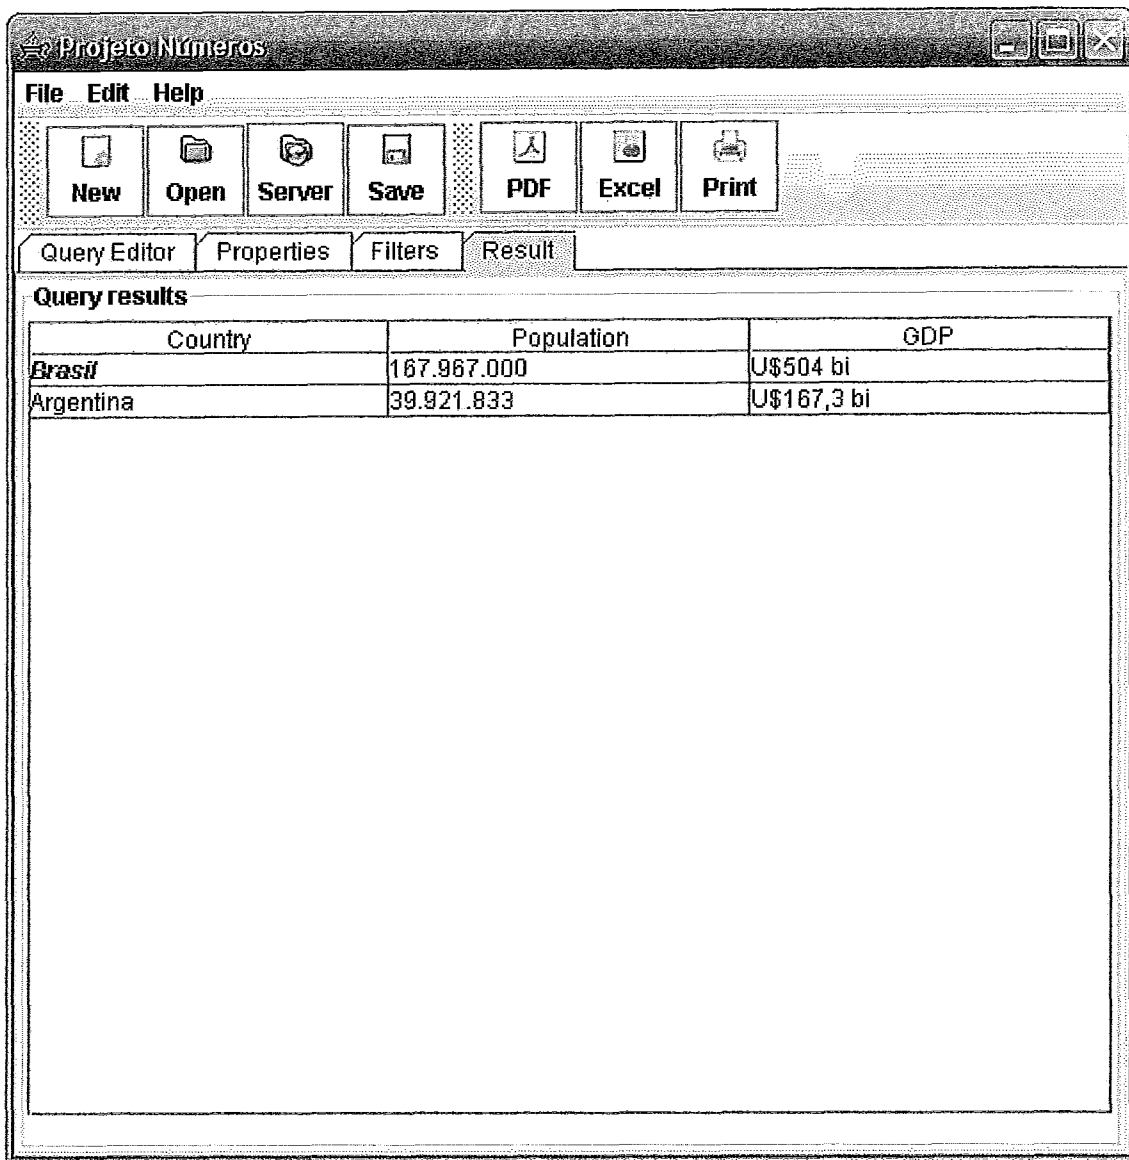 Projeto Números
File Edit Help
New Open Server Save PDF Excel Print
Query Editor Properties Filters Result
Query results
Country Population GDP
Brasil 167.967.000 U$504 bi
Argentina 39.921.833 U$167,3 bi